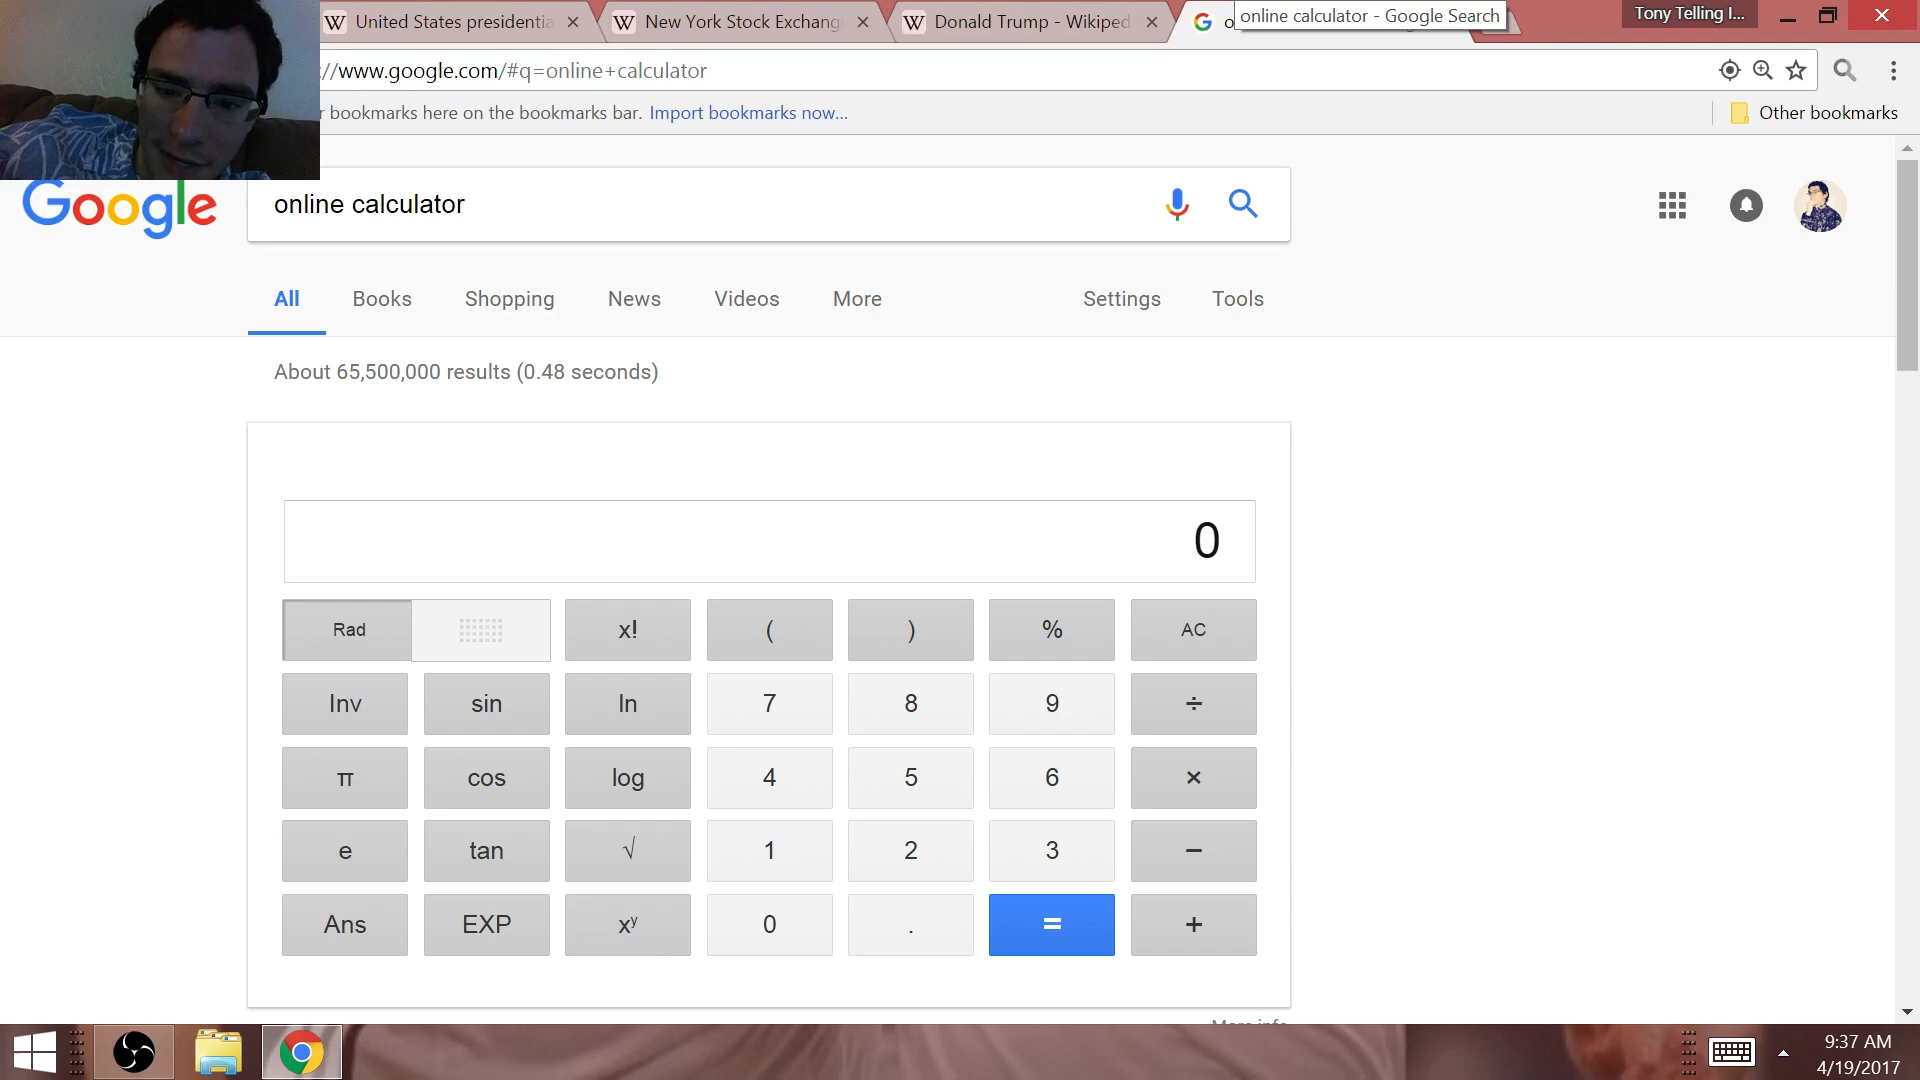 United States presidentia
New York Stock Exchang
Donald Trump - Wikiped
online calculator - Google Search
Tony Telling I...
://www.google.com/#q=online+calculator
r bookmarks here on the bookmarks bar. Import bookmarks now...
Other bookmarks
Google
online calculator
All
Books
Shopping
News
Videos
More
Settings
Tools
About 65,500,000 results (0.48 seconds)
0
Rad
x!
(
)
%
AC
Inv
sin
ln
7
8
9
÷
π
cos
log
4
5
6
×
e
tan
√
1
2
3
−
Ans
EXP
xʸ
0
.
=
+
More info
9:37 AM
4/19/2017